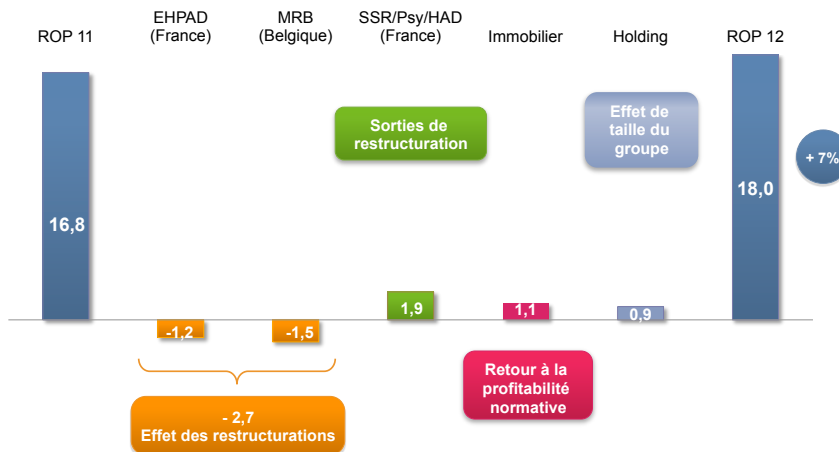 ROP 11
EHPAD
(France)
MRB
(Belgique)
SSR/Psy/HAD
(France)
Immobilier
Holding
ROP 12
Sorties de
restructuration
Effet de
taille du
groupe
+ 7%
16,8
18,0
-1,2
-1,5
1,9
1,1
0,9
- 2,7
Effet des restructurations
Retour à la
profitabilité
normative